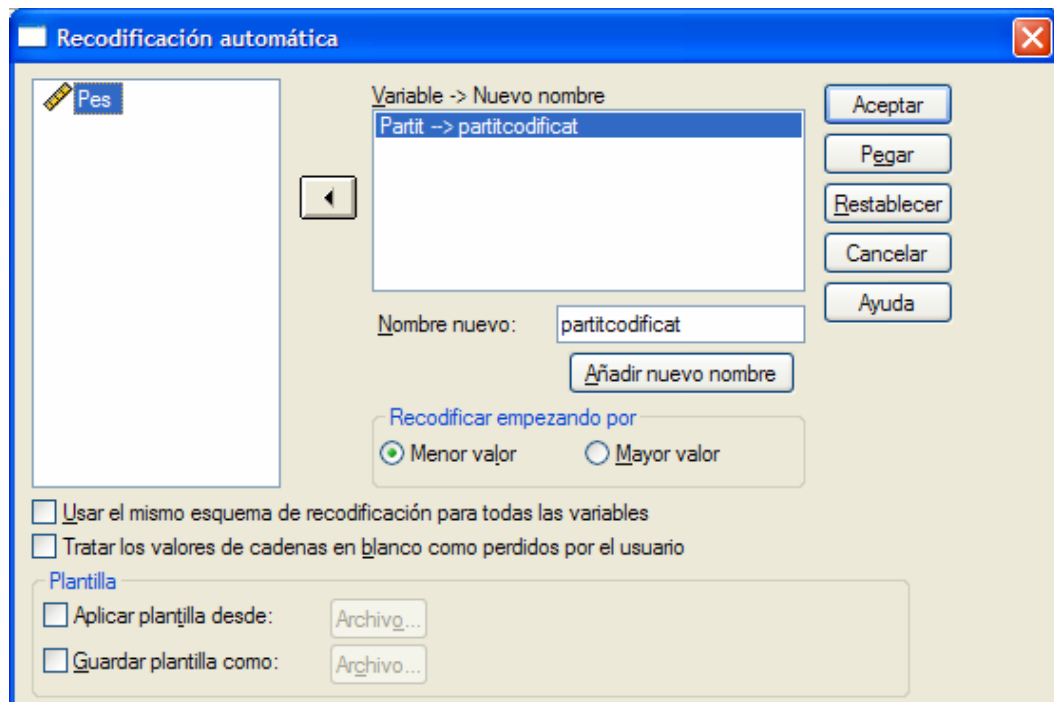 Recodificación automática
Pes
Variable -> Nuevo nombre
Partit --> partitcodificat
Aceptar
Pegar
Restablecer
Cancelar
Ayuda
Nombre nuevo:
partitcodificat
Añadir nuevo nombre
Recodificar empezando por
Menor valor
Mayor valor
Usar el mismo esquema de recodificación para todas las variables
Tratar los valores de cadenas en blanco como perdidos por el usuario
Plantilla
Aplicar plantilla desde:
Archivo...
Guardar plantilla como:
Archivo...